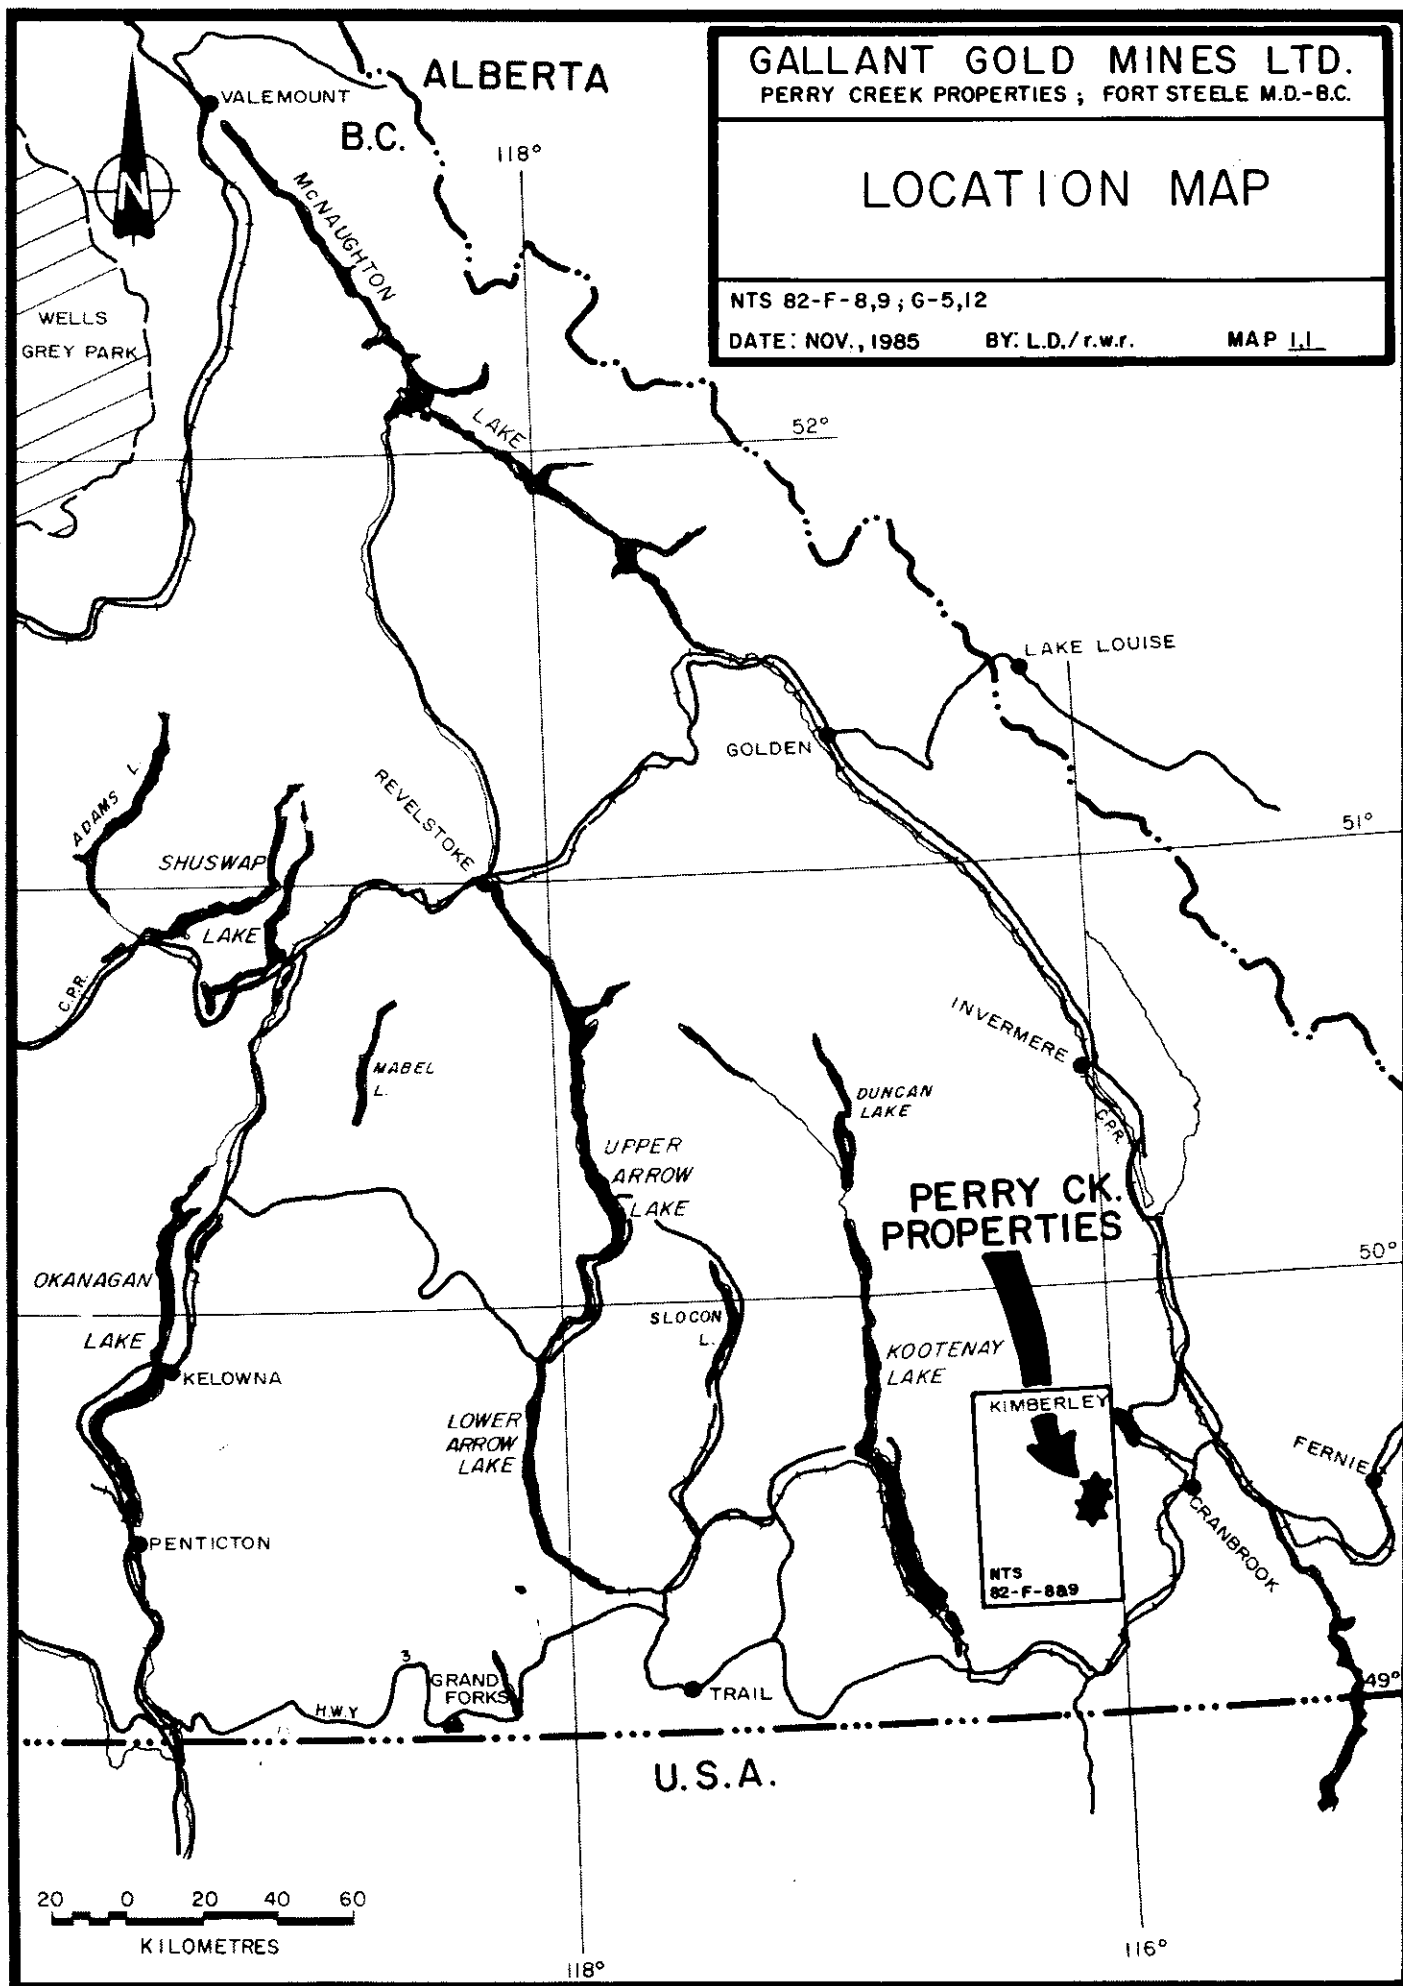 GALLANT GOLD MINES LTD.
PERRY CREEK PROPERTIES ; FORT STEELE M.D.-B.C.
LOCATION MAP
NTS 82-F-8,9 ; G-5,12
DATE: NOV., 1985 BY: L.D./r.w.r. MAP 1.1
ALBERTA
B.C.
VALEMOUNT
N
118°
McNAUGHTON
LAKE
WELLS
GREY PARK
52°
LAKE LOUISE
GOLDEN
REVELSTOKE
ADAMS L.
SHUSWAP
LAKE
51°
C.P.R.
MABEL
L.
INVERMERE
C.P.R.
DUNCAN
LAKE
UPPER
ARROW
LAKE
PERRY CK.
PROPERTIES
50°
OKANAGAN
LAKE
SLOCON
L.
KOOTENAY
LAKE
KELOWNA
KIMBERLEY
LOWER
ARROW
LAKE
FERNIE
CRANBROOK
PENTICTON
NTS
82-F-8&9
3
GRAND
FORKS
H.W.Y
TRAIL
49°
U.S.A.
20 0 20 40 60
KILOMETRES
118°
116°